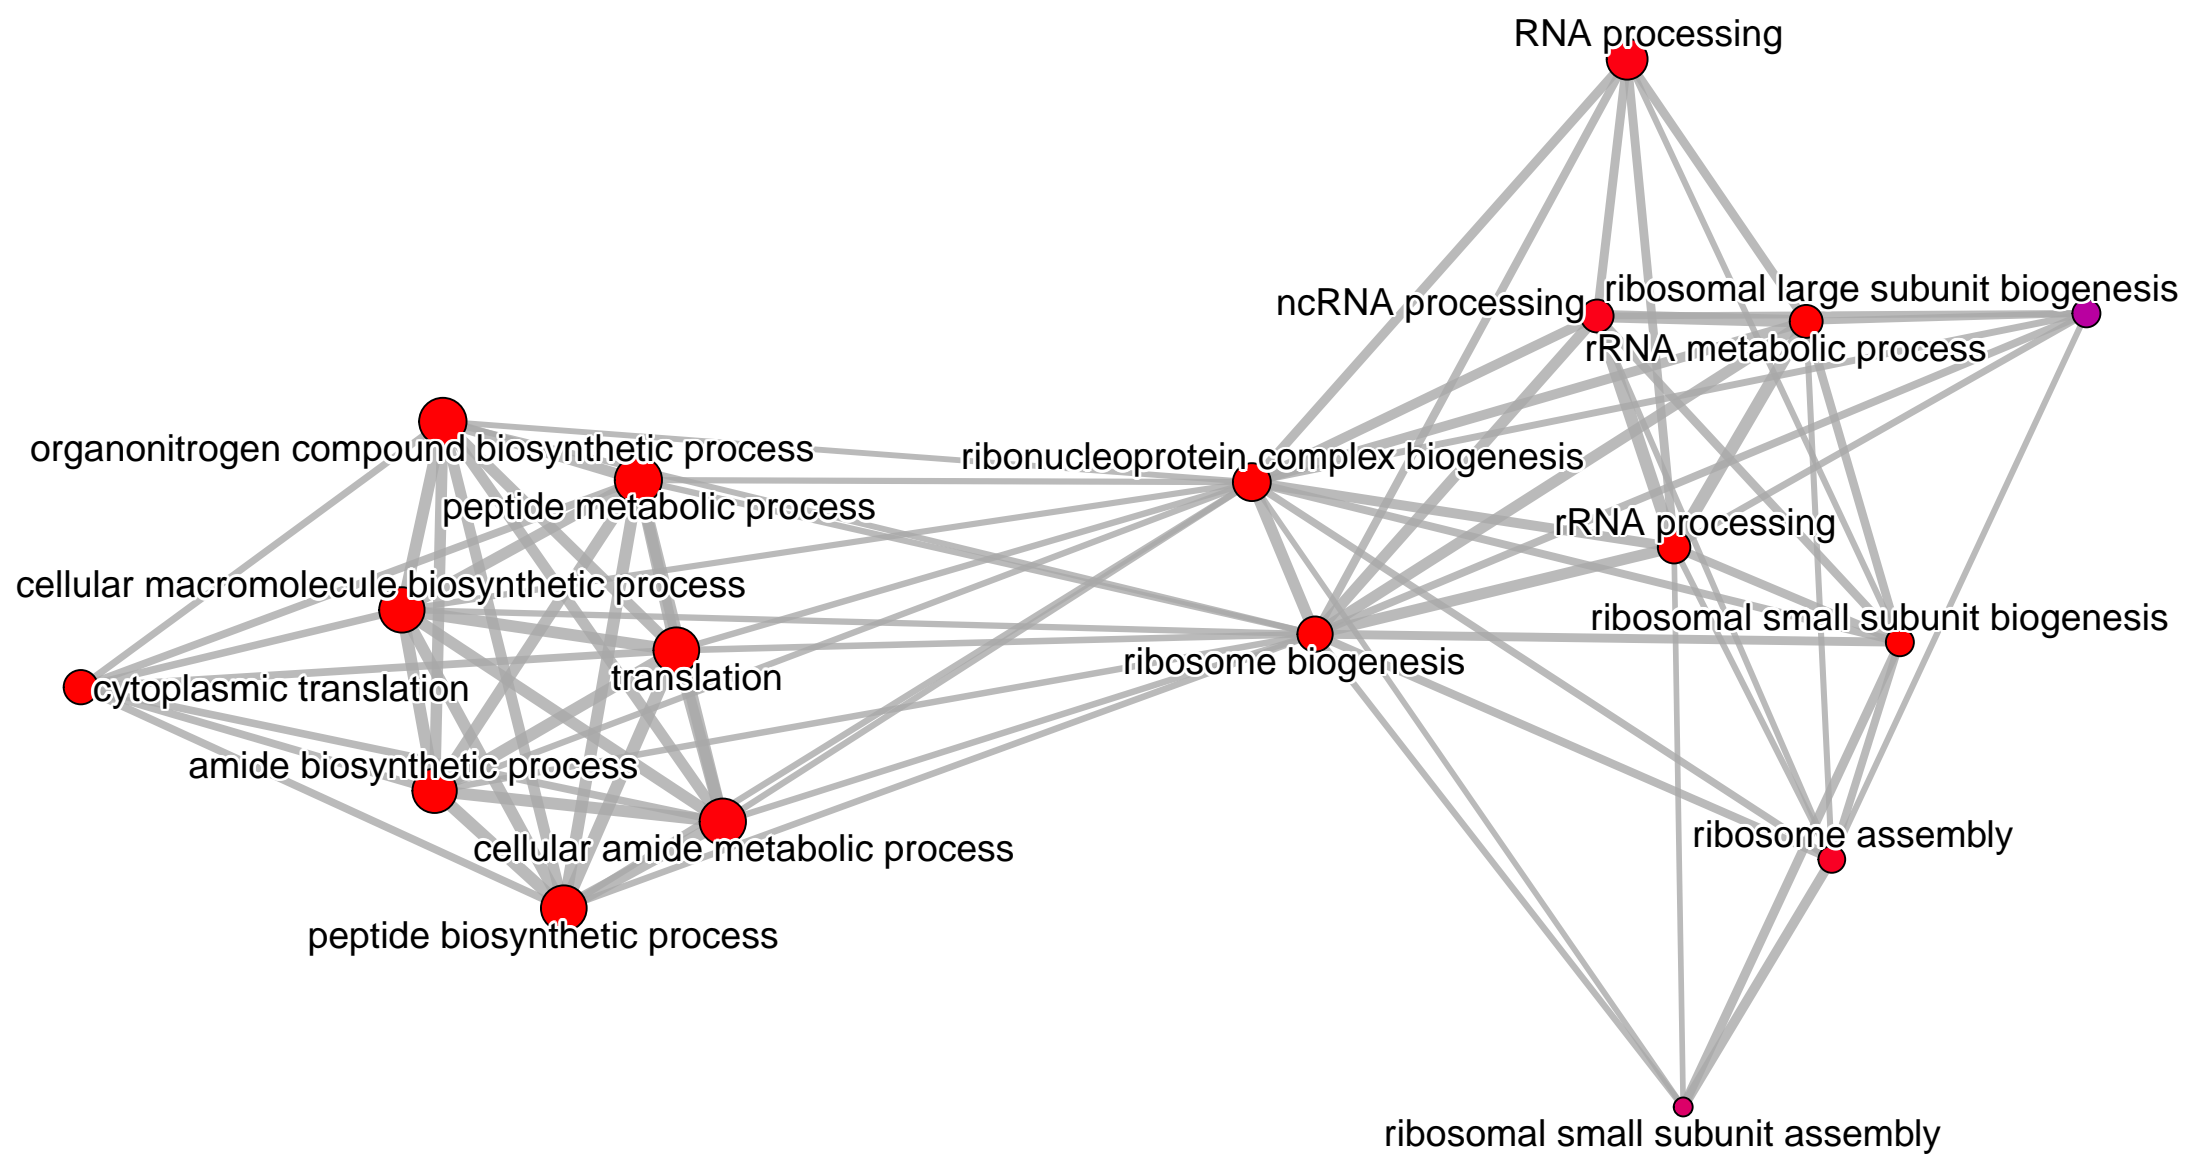 RNA processing
ribosomal large subunit biogenesis
ncRNA processing
rRNA metabolic process
organonitrogen compound biosynthetic process
ribonucleoprotein complex biogenesis
peptide metabolic process
rRNA processing
cellular macromolecule biosynthetic process
ribosomal small subunit biogenesis
ribosome biogenesis
translation
cytoplasmic translation
amide biosynthetic process
ribosome assembly
cellular amide metabolic process
peptide biosynthetic process
ribosomal small subunit assembly